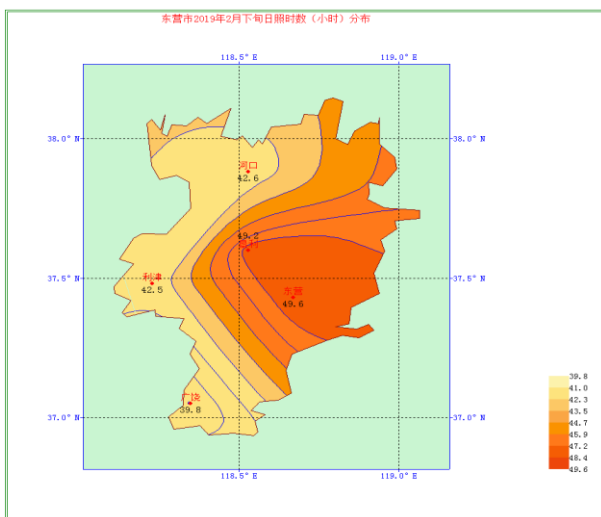 东营市2019年2月下旬日照时数（小时）分布
118.5° E
119.0° E
38.0° N
38.0° N
河口
42.6
49.2
垦利
37.5° N
37.5° N
利津
42.5
东营
49.6
广饶
39.8
37.0° N
37.0° N
118.5° E
119.0° E
39.8
41.0
42.3
43.5
44.7
45.9
47.2
48.4
49.6